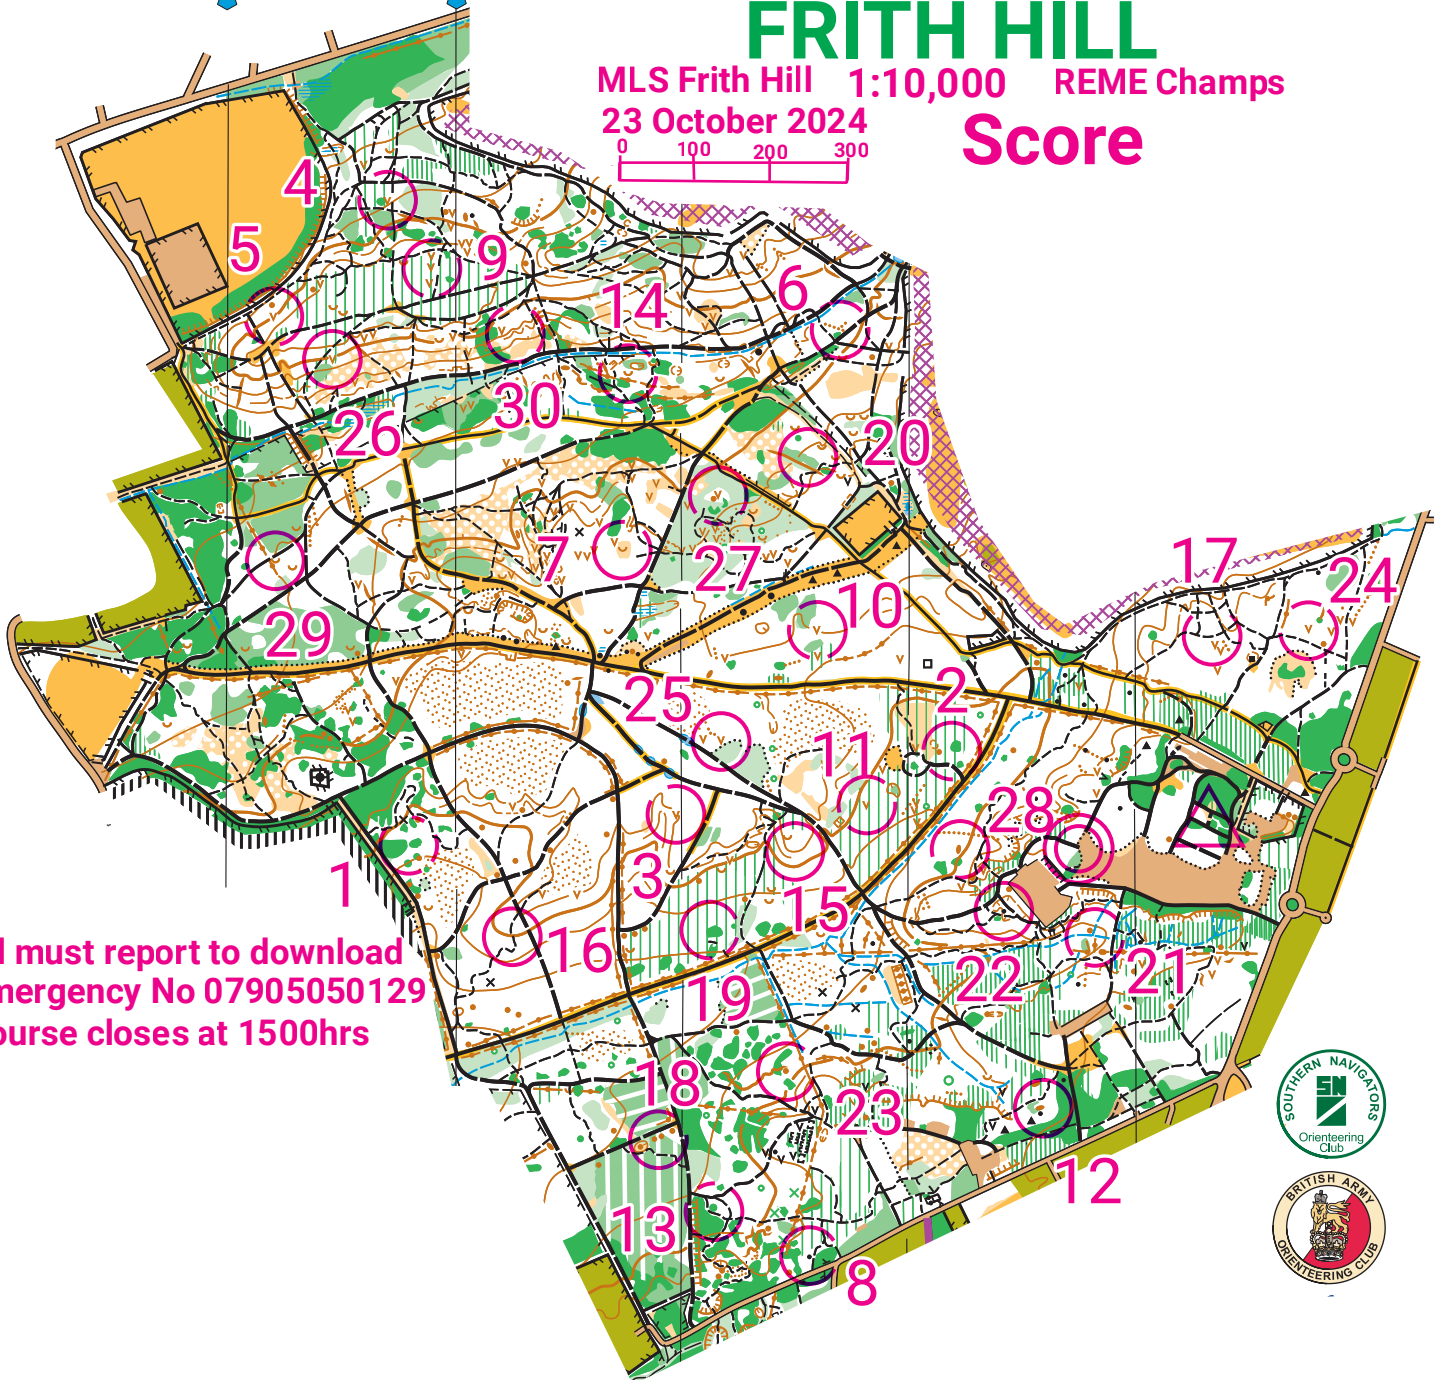 FRITH HILL
MLS Frith Hill 1:10,000 REME Champs
23 October 2024
Score
0 100 200 300
4
5
9
14
6
30
26
20
7
27
17
24
10
29
25
2
11
28
1
3
15
16
22
21
19
18
23
12
13
8
l must report to download
mergency No 07905050129
ourse closes at 1500hrs
SOUTHERN NAVIGATORS
SN
Orienteering
Club
BRITISH ARMY
ORIENTEERING CLUB